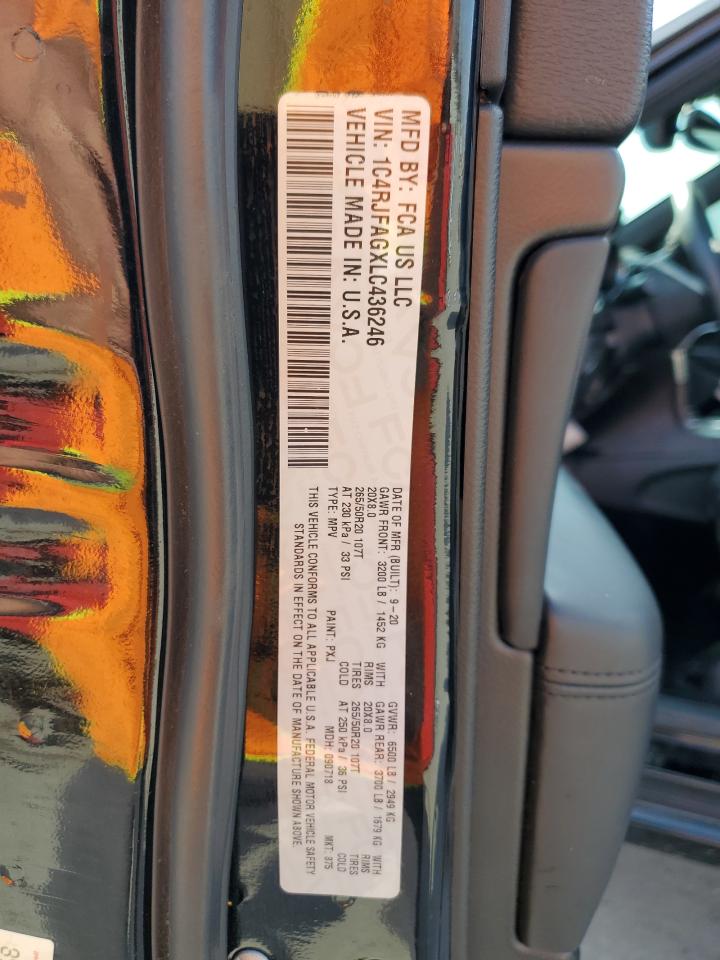 MFD BY: FCA US LLC
VIN: 1C4RJFAGXLC436246
VEHICLE MADE IN: U.S.A.
DATE OF MFR (BUILT): 9-20 GVWR: 6500 LB / 2949 KG
GAWR FRONT: 3200 LB / 1452 KG WITH GAWR REAR: 3700 LB / 1679 KG WITH
20X8.0 RIMS 20X8.0 RIMS
265/50R20 107T TIRES 265/50R20 107T TIRES
AT 230 kPa / 33 PSI COLD AT 250 kPa / 36 PSI COLD
TYPE: MPV PAINT: PXJ MDH: 090718 MKT: 875
THIS VEHICLE CONFORMS TO ALL APPLICABLE U.S.A. FEDERAL MOTOR VEHICLE SAFETY
STANDARDS IN EFFECT ON THE DATE OF MANUFACTURE SHOWN ABOVE.